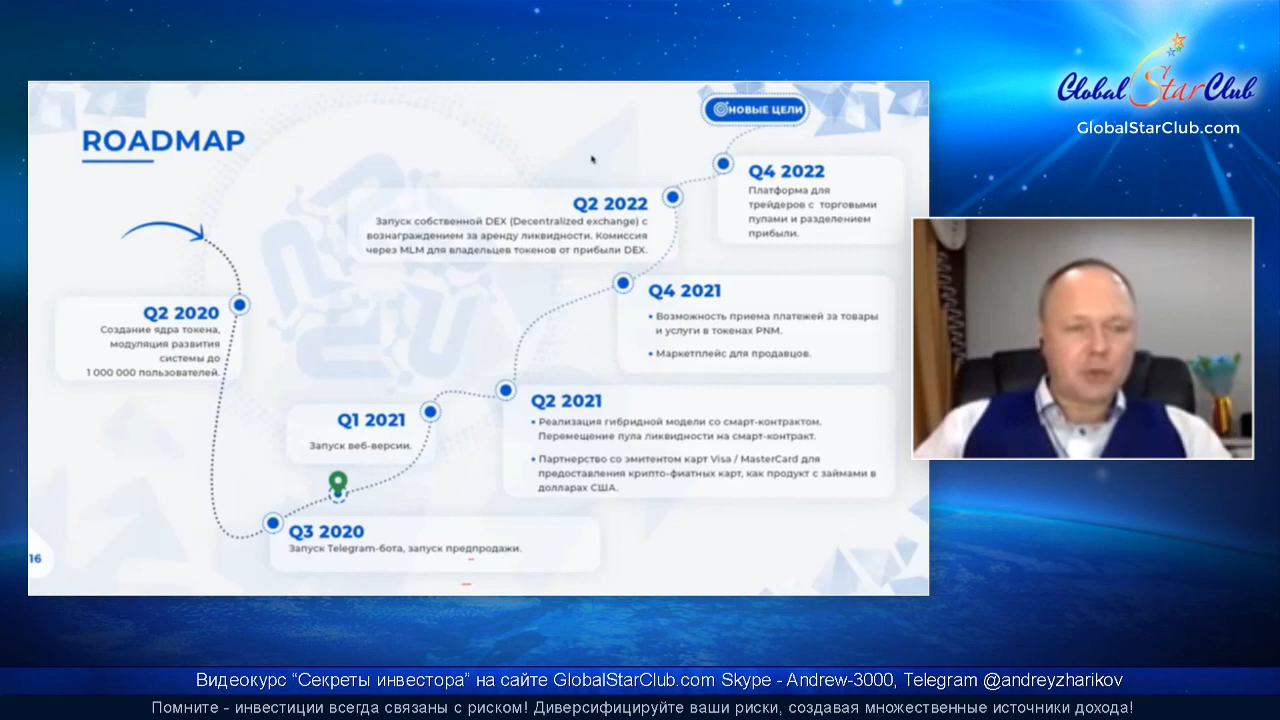 Global Star Club
GlobalStarClub.com
ROADMAP
НОВЫЕ ЦЕЛИ
Q2 2020
Создание ядра токена,
модуляция развития
системы до
1 000 000 пользователей.
Q3 2020
Запуск Telegram-бота, запуск предпродажи.
Q1 2021
Запуск веб-версии.
Q2 2021
• Реализация гибридной модели со смарт-контрактом.
Перемещение пула ликвидности на смарт-контракт.
• Партнерство со эмитентом карт Visa / MasterCard для
предоставления крипто-фиатных карт, как продукт с займами в
долларах США.
Q4 2021
• Возможность приема платежей за товары
и услуги в токенах PNM.
• Маркетплейс для продавцов.
Q2 2022
Запуск собственной DEX (Decentralized exchange) с
вознаграждением за аренду ликвидности. Комиссия
через MLM для владельцев токенов от прибыли DEX.
Q4 2022
Платформа для
трейдеров с торговыми
пулами и разделением
прибыли.
16
Видеокурс “Секреты инвестора” на сайте GlobalStarClub.com Skype - Andrew-3000, Telegram @andreyzharikov
Помните - инвестиции всегда связаны с риском! Диверсифицируйте ваши риски, создавая множественные источники дохода!